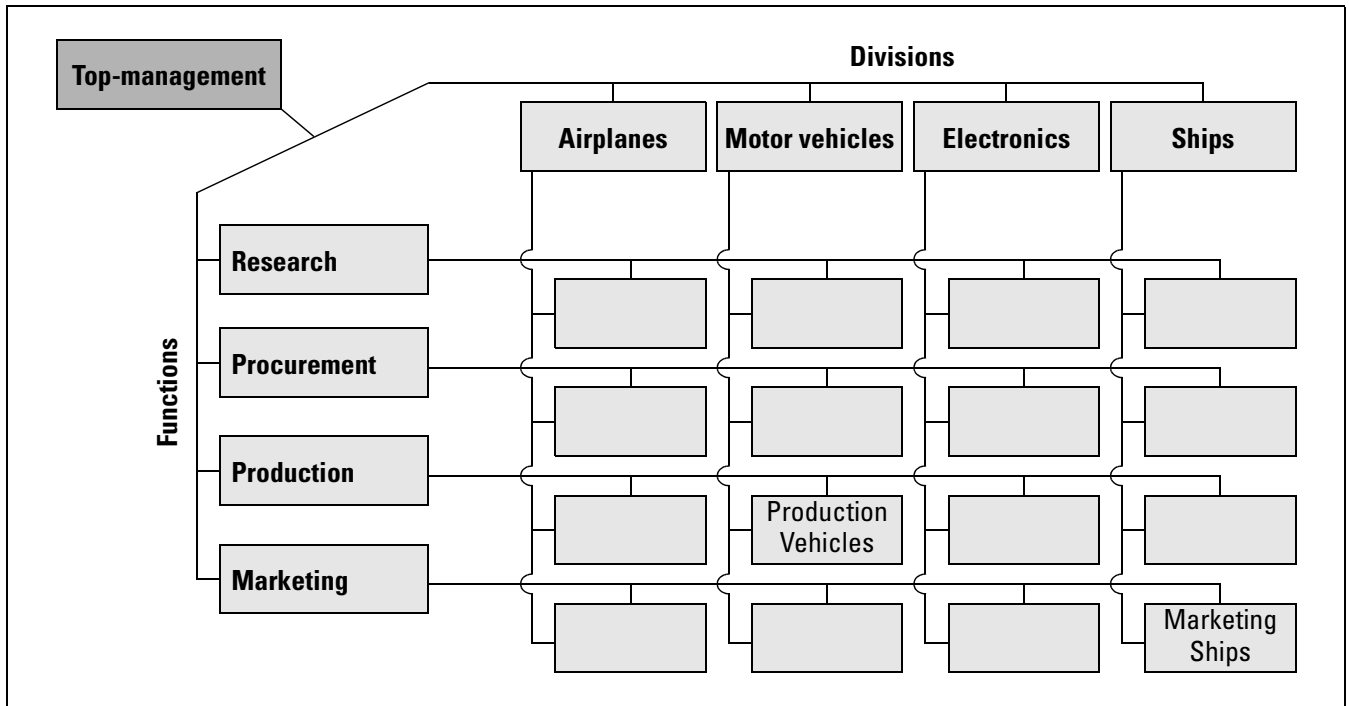 Top-management
Divisions
Airplanes
Motor vehicles
Electronics
Ships
Functions
Research
Procurement
Production
Production
Vehicles
Marketing
Marketing
Ships